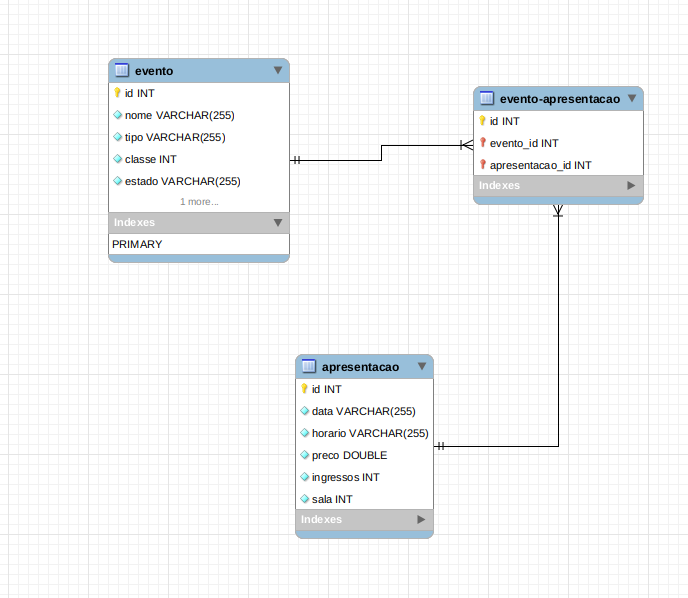 evento
id INT
nome VARCHAR(255)
tipo VARCHAR(255)
classe INT
estado VARCHAR(255)
1 more...
Indexes
PRIMARY
evento-apresentacao
id INT
evento_id INT
apresentacao_id INT
Indexes
apresentacao
id INT
data VARCHAR(255)
horario VARCHAR(255)
preco DOUBLE
ingressos INT
sala INT
Indexes